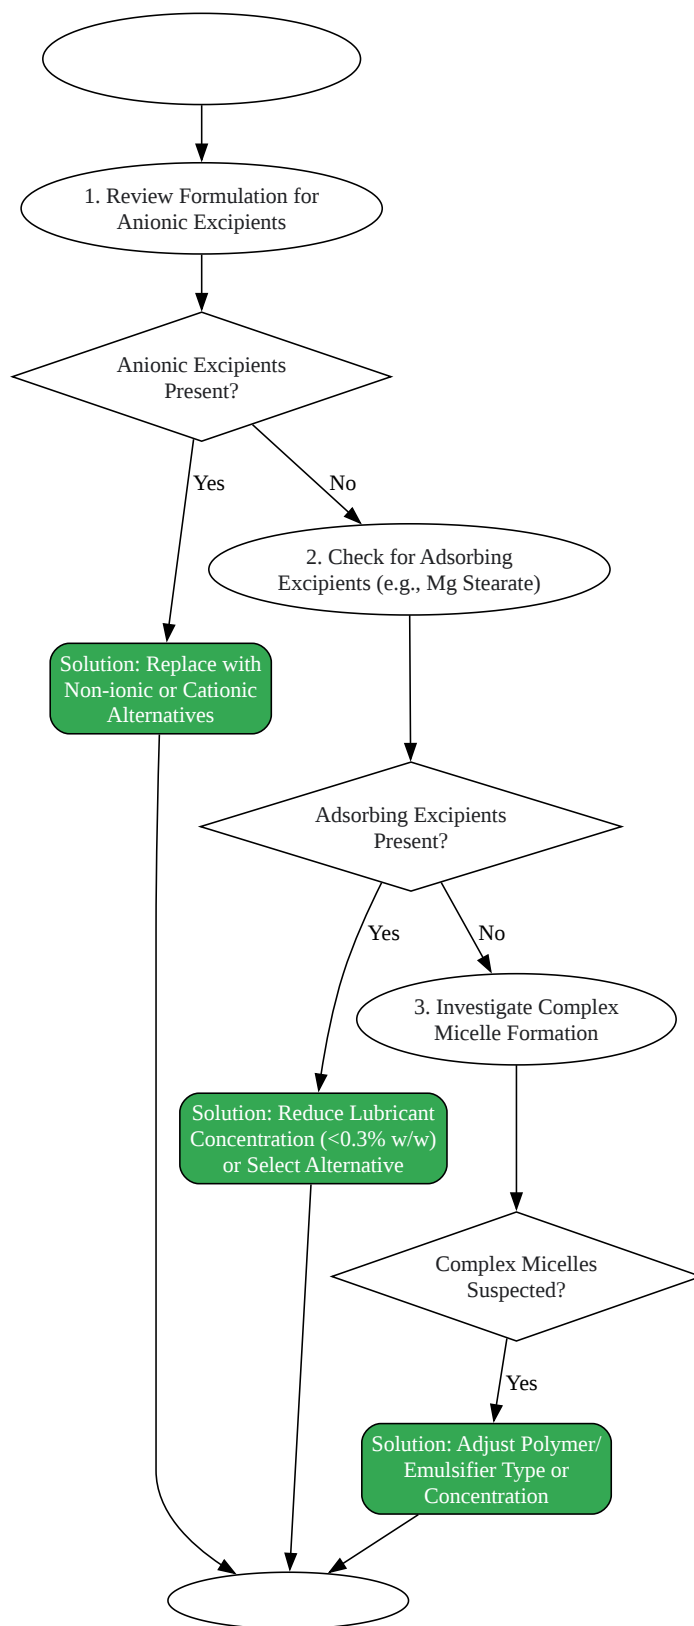 1. Review Formulation for
Anionic Excipients
Anionic Excipients
Present?
Yes
No
2. Check for Adsorbing
Excipients (e.g., Mg Stearate)
Solution: Replace with
Non-ionic or Cationic
Alternatives
Adsorbing Excipients
Present?
Yes
No
3. Investigate Complex
Micelle Formation
Solution: Reduce Lubricant
Concentration (<0.3% w/w)
or Select Alternative
Complex Micelles
Suspected?
Yes
Solution: Adjust Polymer/
Emulsifier Type or
Concentration